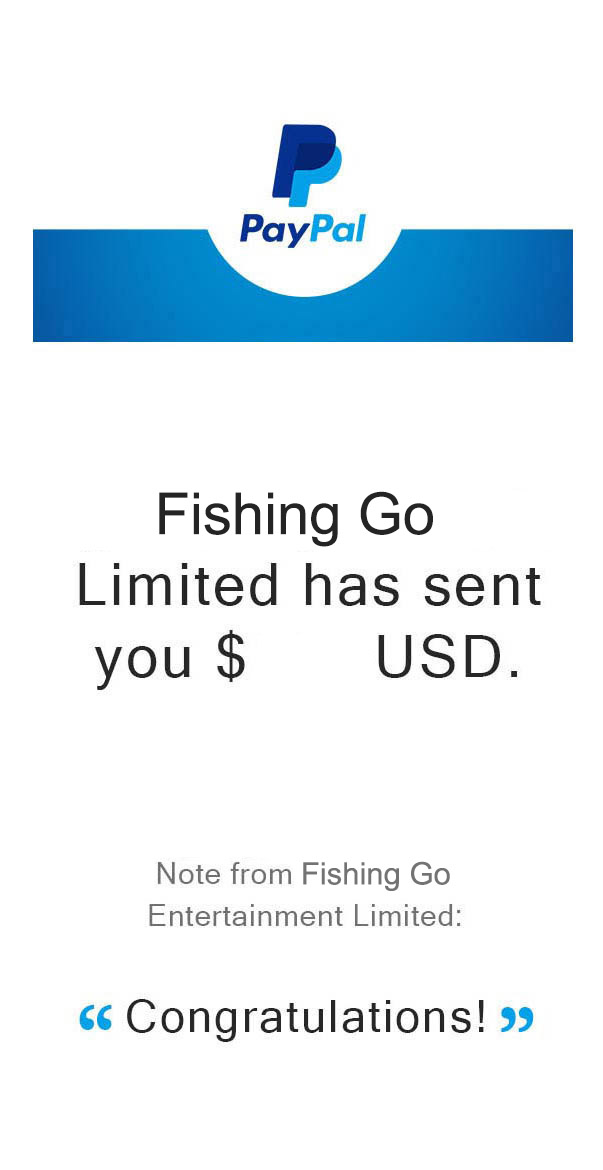 PayPal
Fishing Go
Limited has sent
you $ USD.
Note from Fishing Go
Entertainment Limited:
“ Congratulations! ”